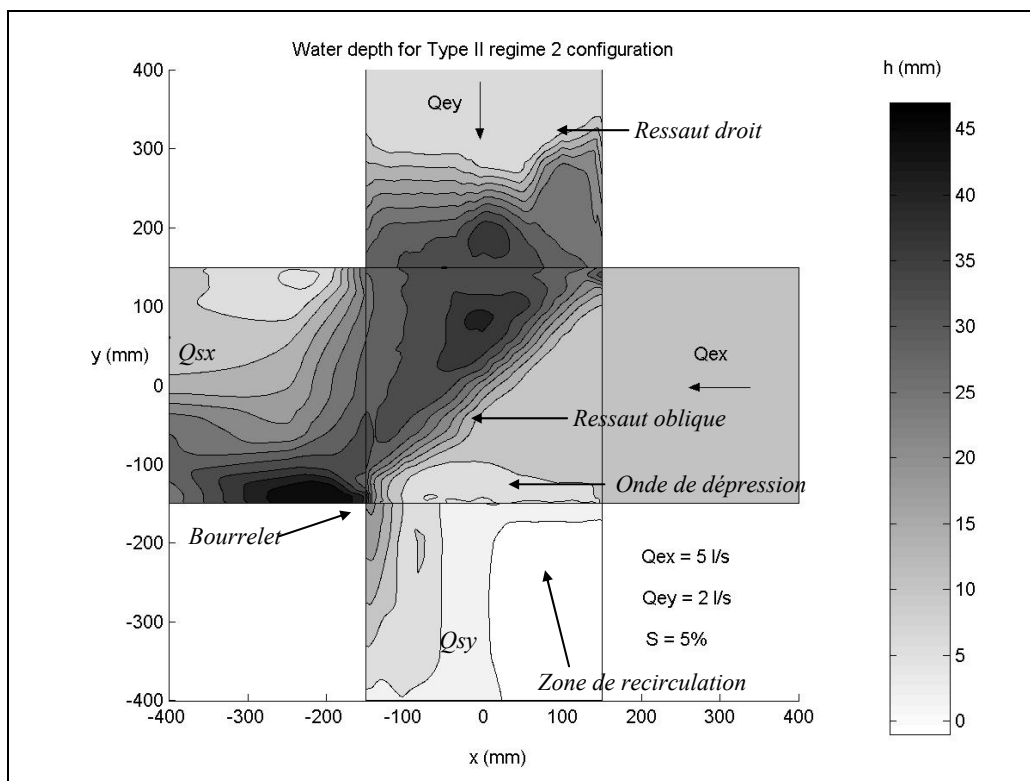 Water depth for Type II regime 2 configuration
h (mm)
400
300
200
100
0
-100
-200
-300
-400
y (mm)
-400
-300
-200
-100
0
100
200
300
400
x (mm)
Qey
Ressaut droit
Qsx
Qex
Ressaut oblique
Onde de dépression
Bourrelet
Qex = 5 l/s
Qey = 2 l/s
S = 5%
Qsy
Zone de recirculation
45
40
35
30
25
20
15
10
5
0